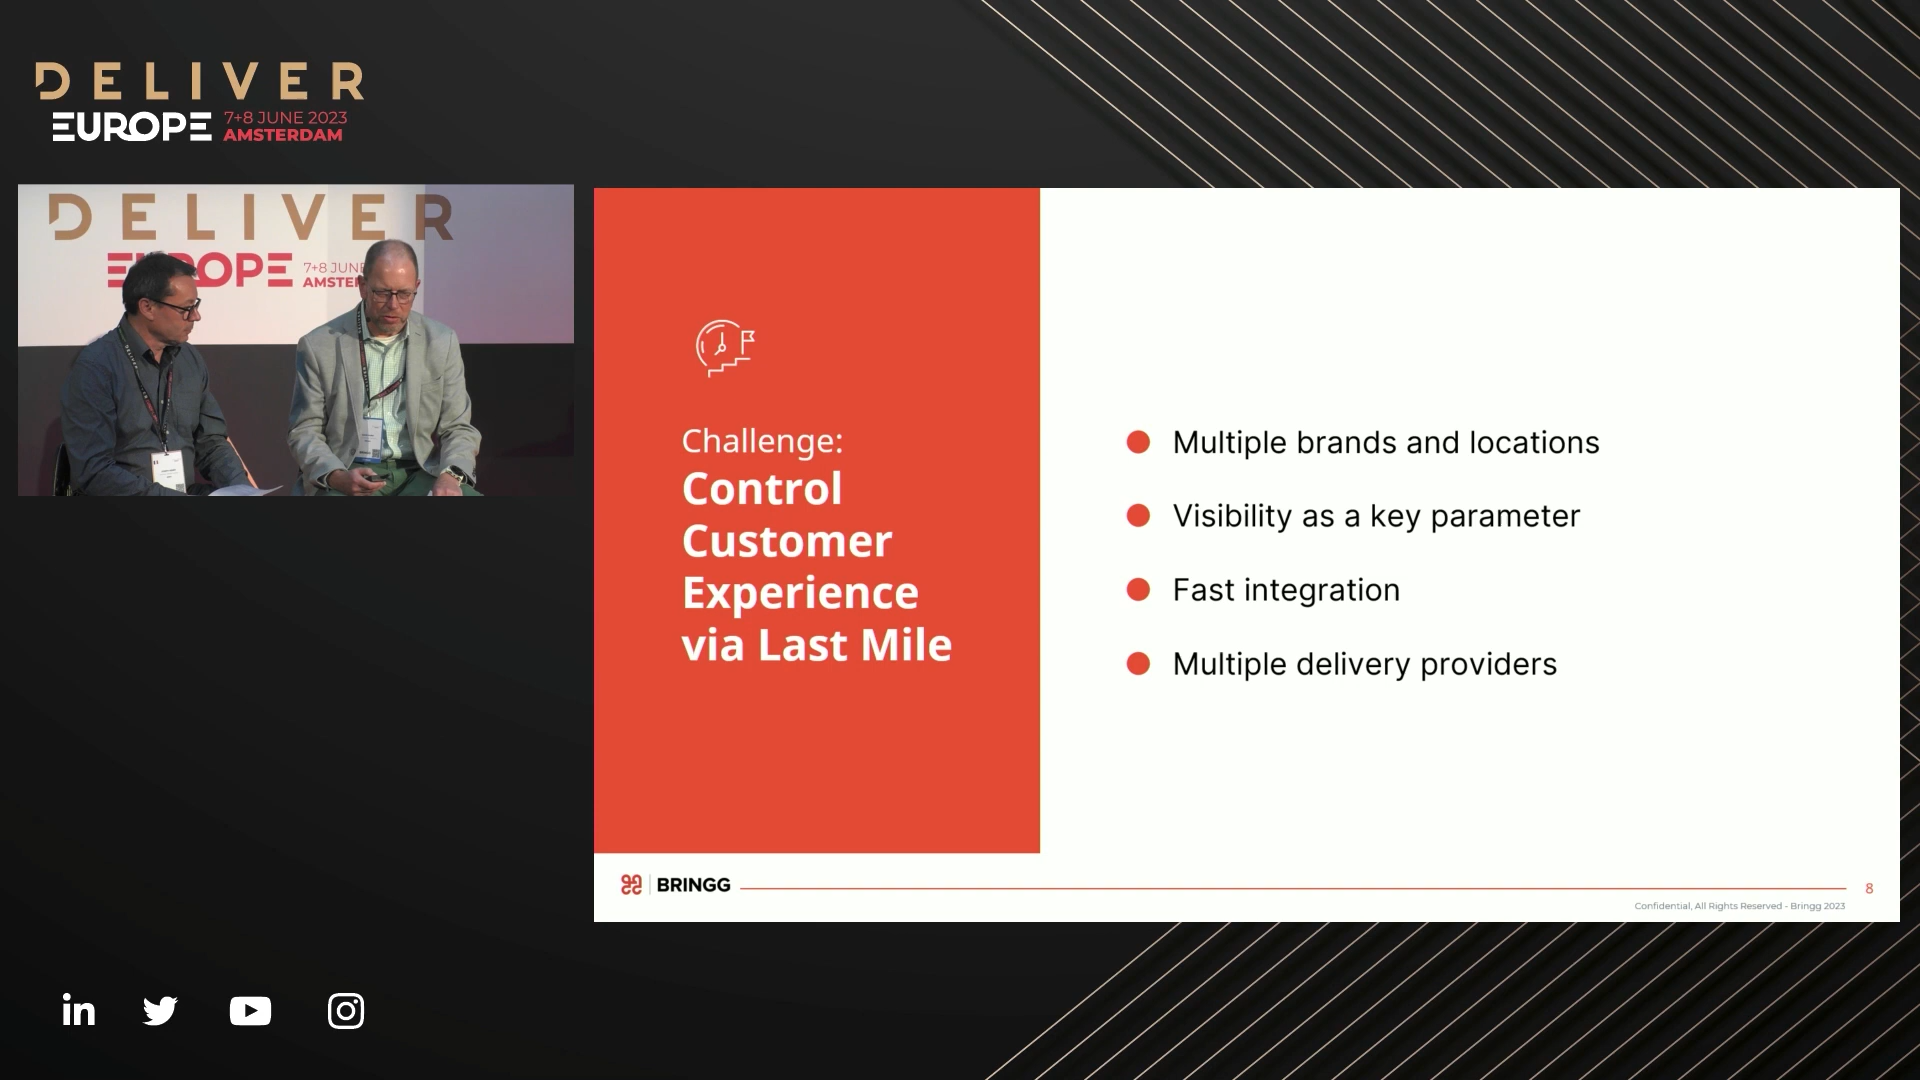 DELIVER
EUROPE 7+8 JUNE 2023
AMSTERDAM
DELIVER
7+8 JUNE
Challenge:
Control
Customer
Experience
via Last Mile
Multiple brands and locations
Visibility as a key parameter
Fast integration
Multiple delivery providers
BRINGG
8
Confidential, All Rights Reserved - Bringg 2023
in